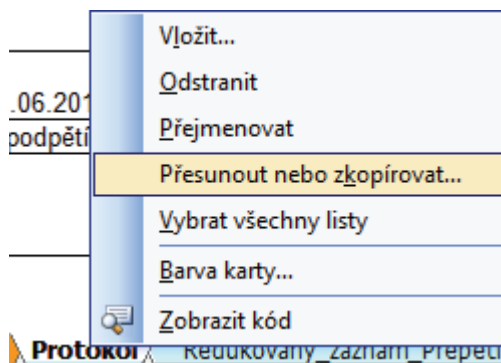 Vložit...
Odstranit
.06.201
Přejmenovat
podpětí
Přesunout nebo zkopírovat...
Vybrat všechny listy
Barva karty...
Zobrazit kód
Protokol